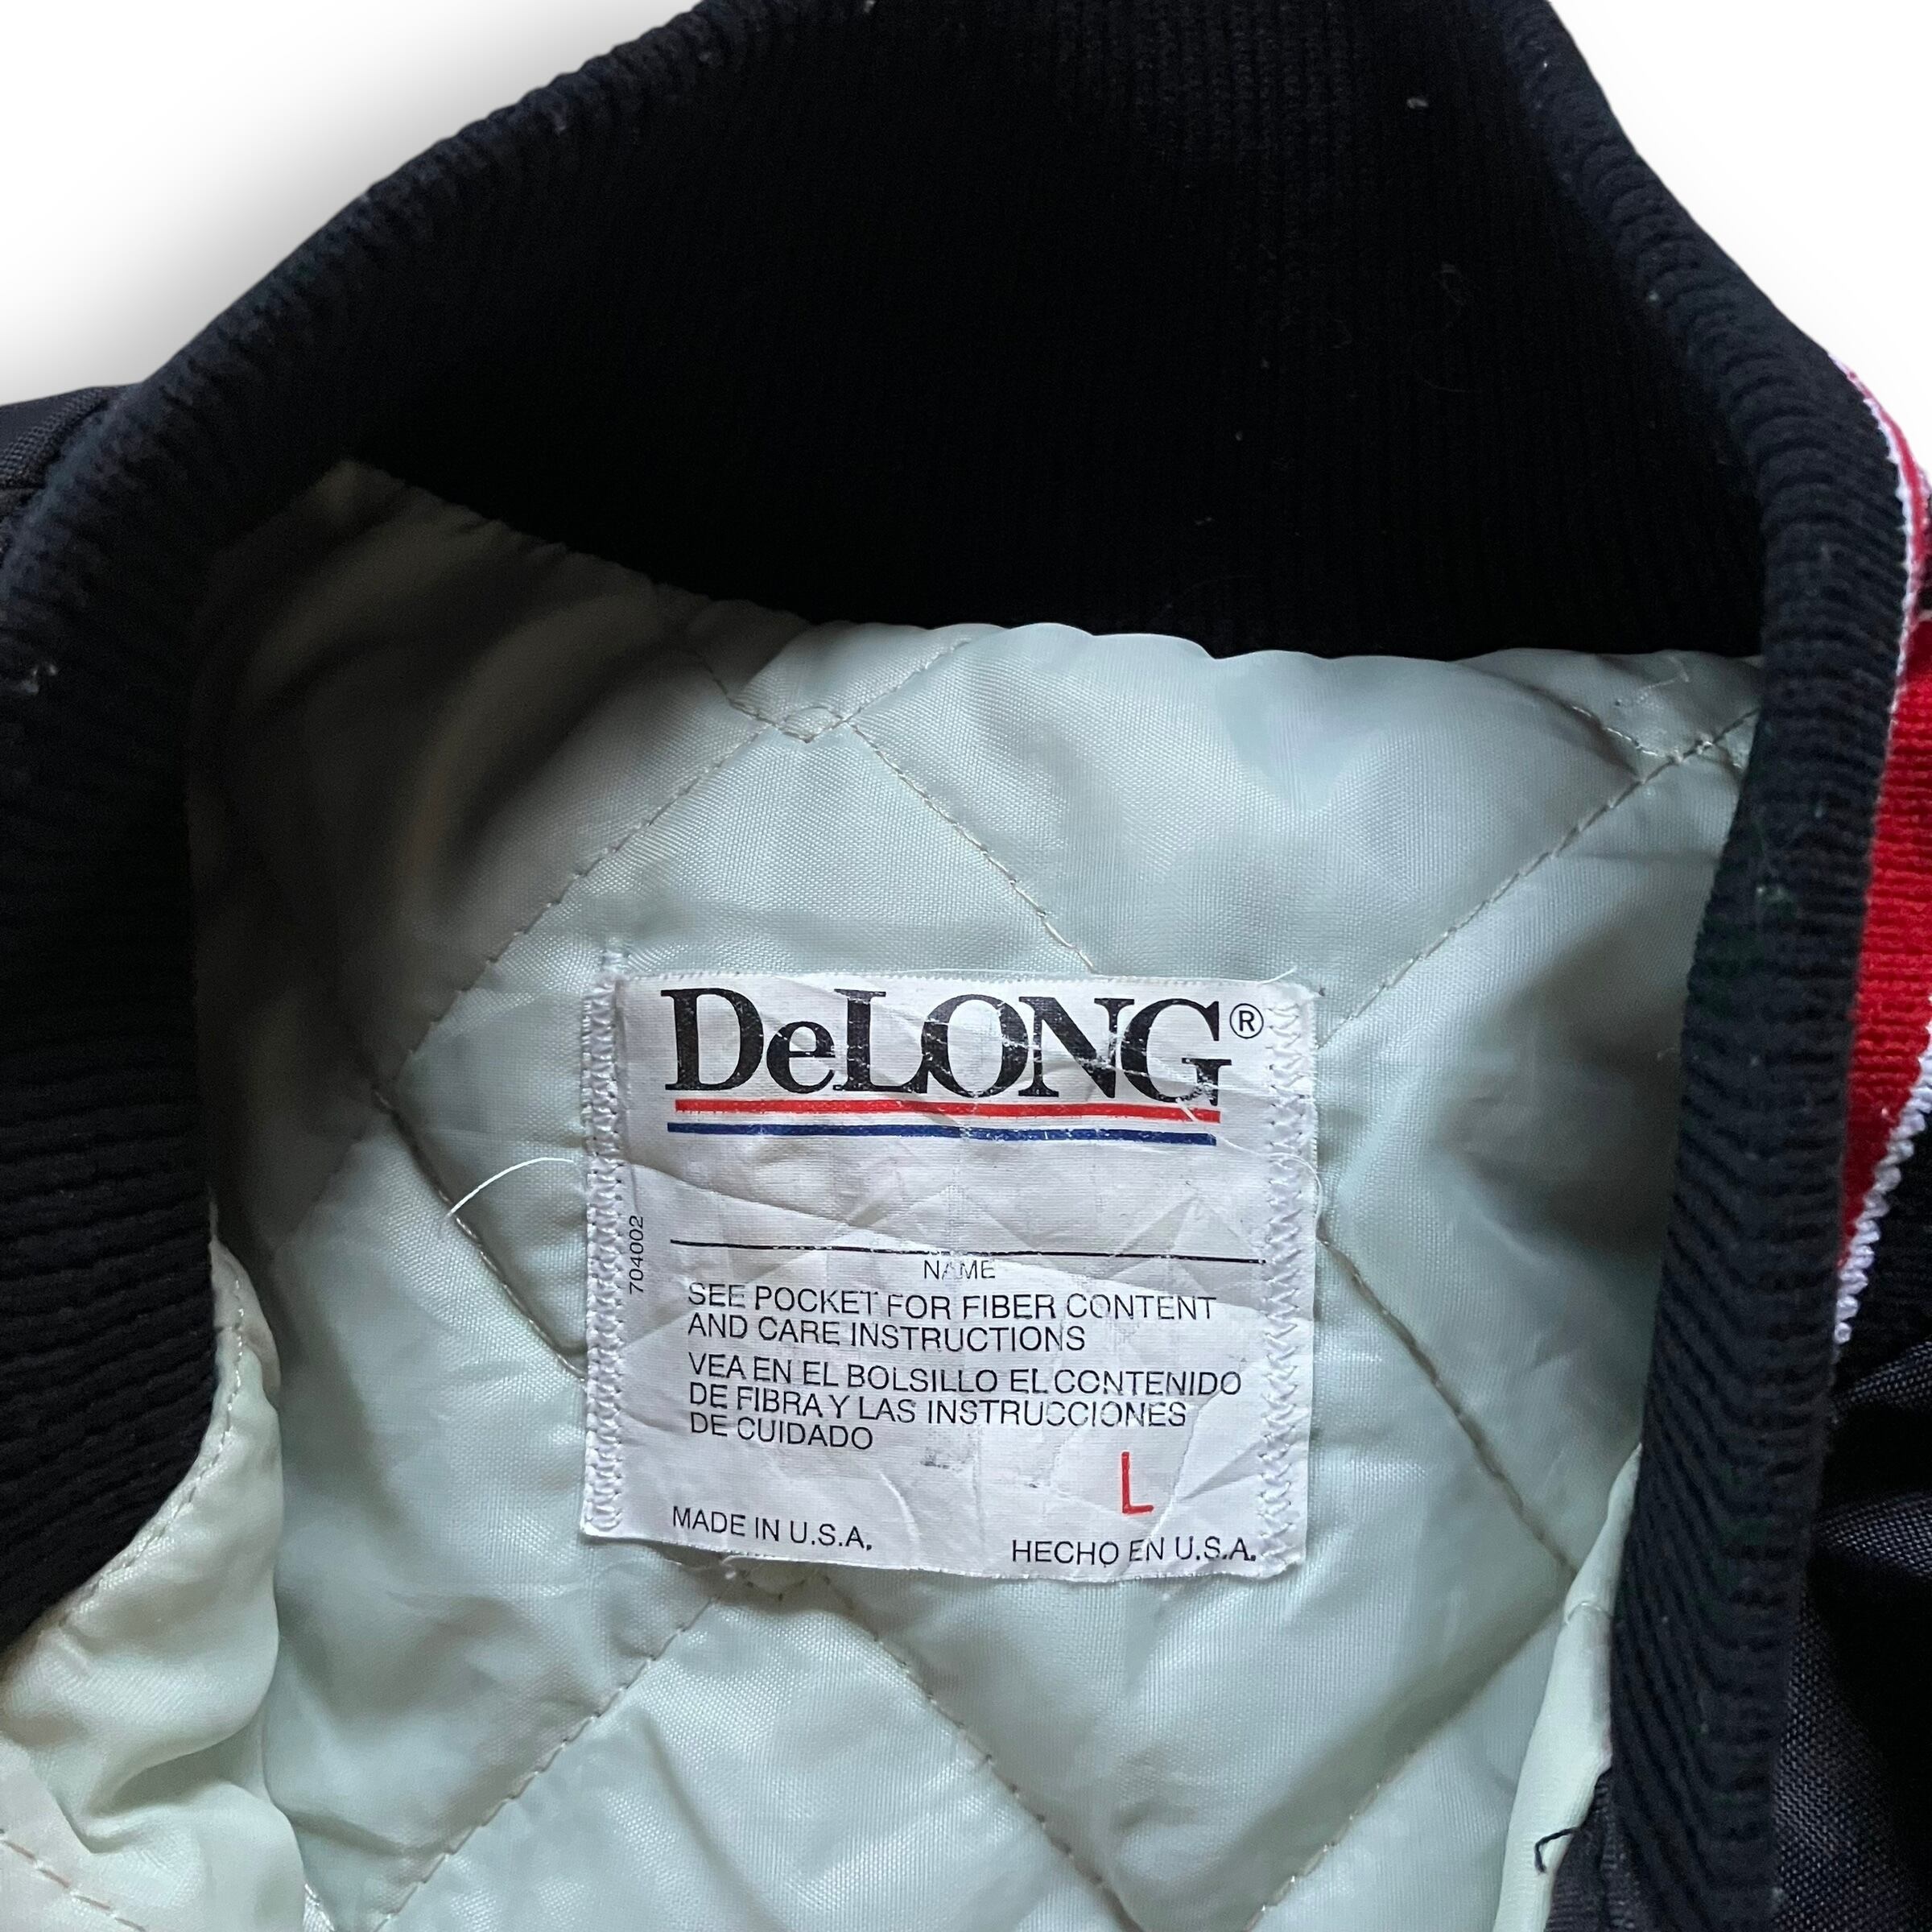 DeLONG®
704002
NAME
SEE POCKET FOR FIBER CONTENT
AND CARE INSTRUCTIONS
VEA EN EL BOLSILLO EL CONTENIDO
DE FIBRA Y LAS INSTRUCCIONES
DE CUIDADO
L
MADE IN U.S.A.
HECHO EN U.S.A.